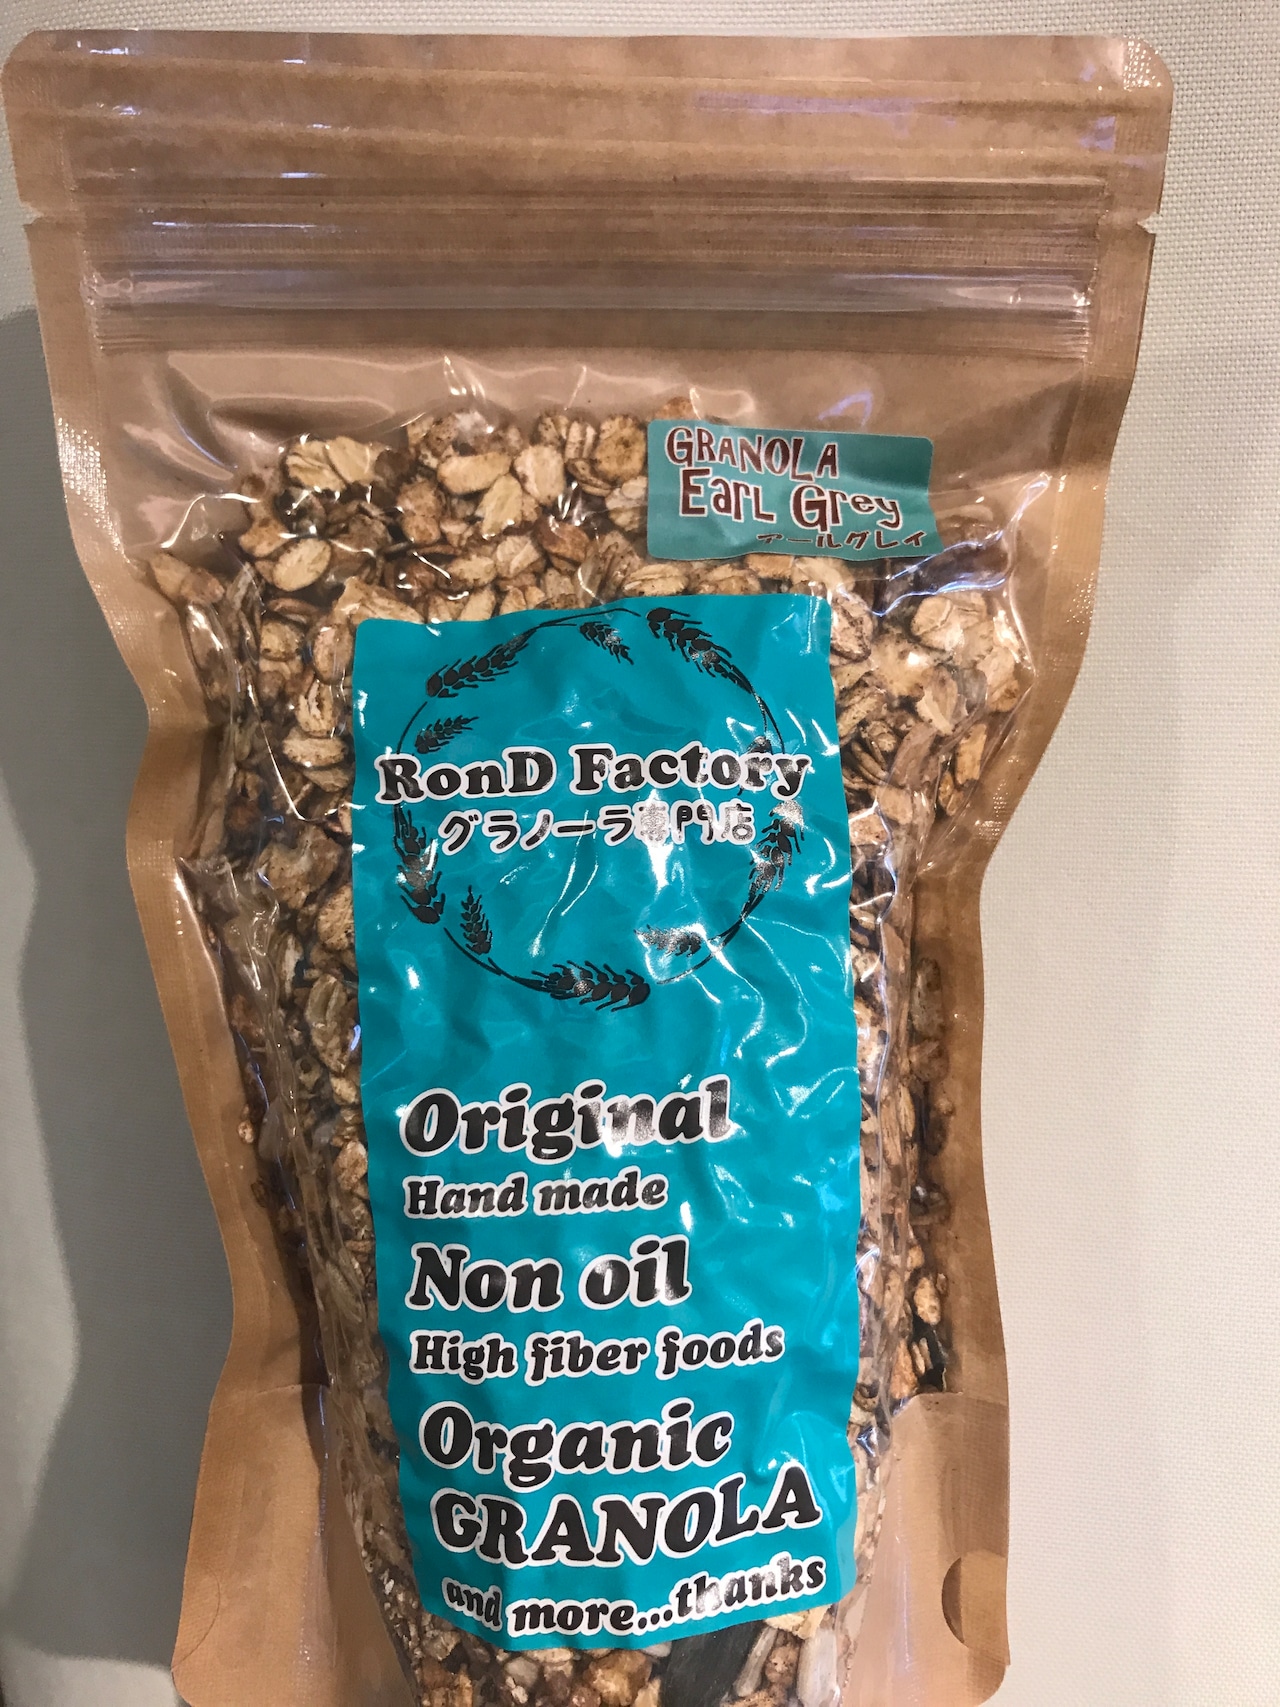 GRANOLA
EarL Grey
アールグレイ
RonD Factory
グラノーラ専門店
Original
Hand made
Non oil
High fiber foods
Organic
GRANOLA
and more...thanks